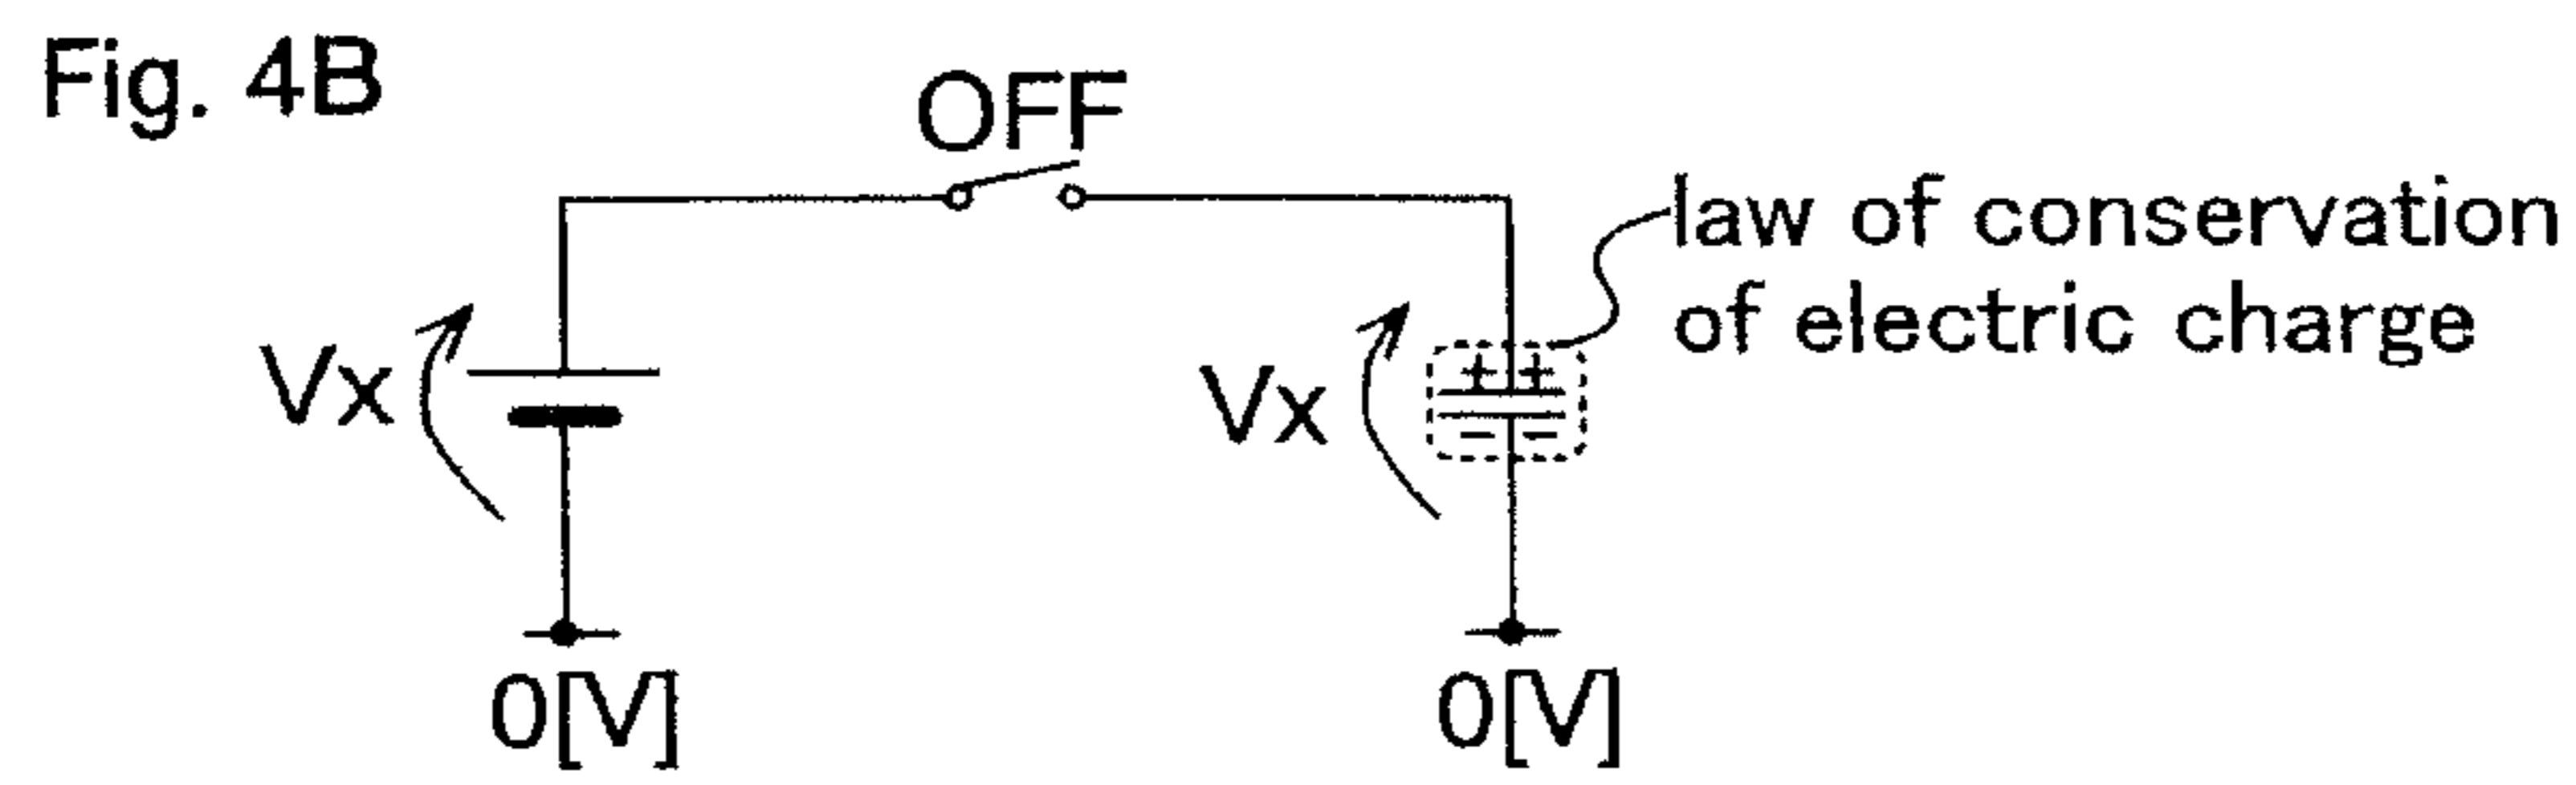 Fig. 4B
OFF
law of conservation
of electric charge
Vx
Vx
+ +
− −
0[V]
0[V]